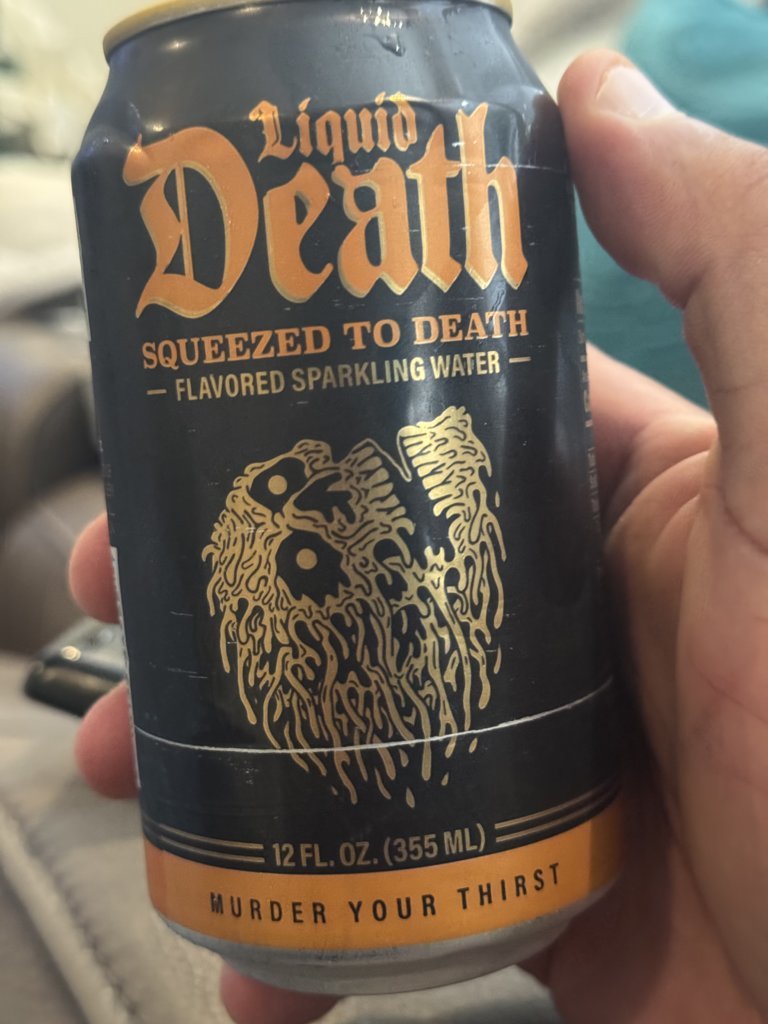 Liquid
Death
SQUEEZED TO DEATH
— FLAVORED SPARKLING WATER —
12 FL. OZ. (355 ML)
MURDER YOUR THIRST